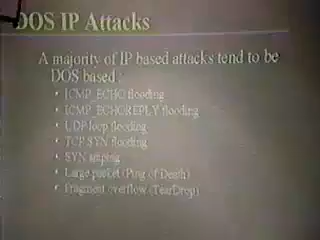 DOS IP Attacks
A majority of IP based attacks tend to be
DOS based :
• ICMP_ECHO flooding
• ICMP_ECHOREPLY flooding
• UDP loop flooding
• TCP SYN flooding
• SYN sniping
• Large packet (Ping of Death)
• Fragment overflow (TearDrop)